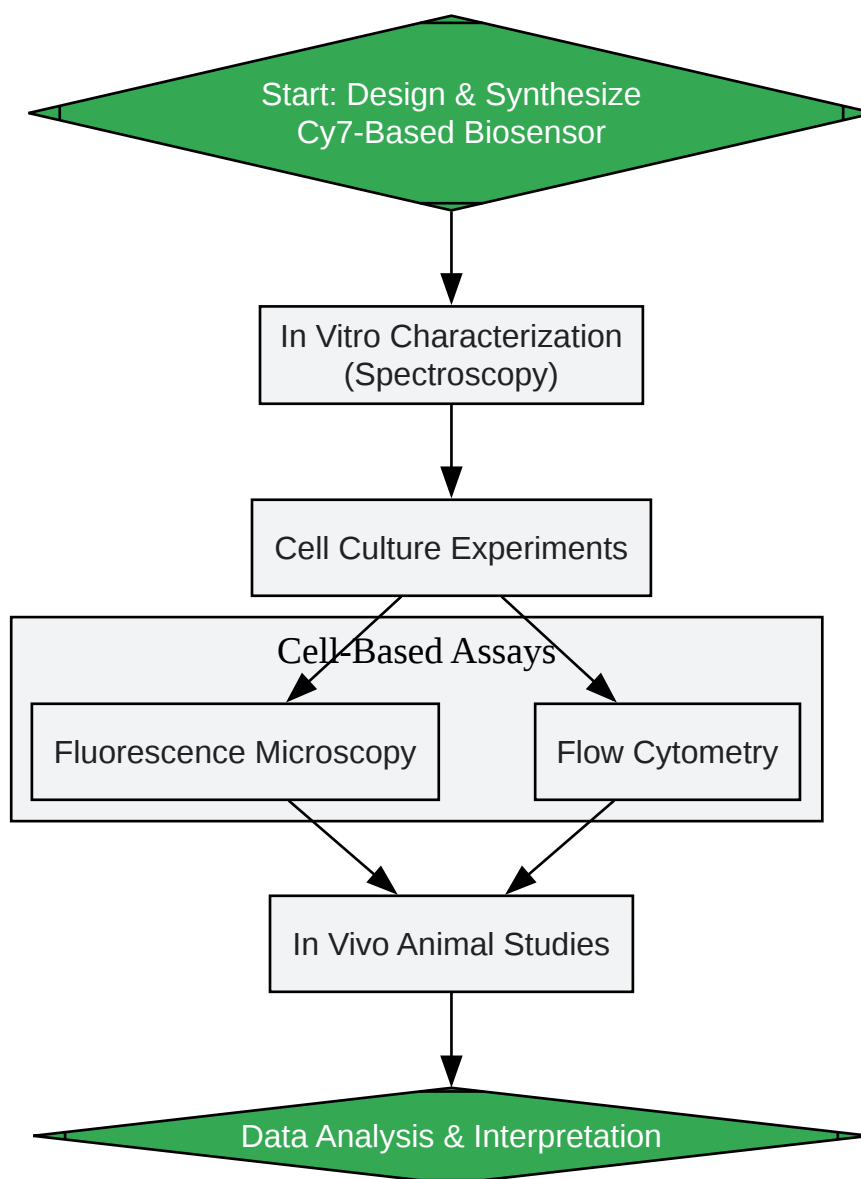 Start: Design & Synthesize
Cy7-Based Biosensor
In Vitro Characterization
(Spectroscopy)
Cell Culture Experiments
Cell-Based Assays
Fluorescence Microscopy
Flow Cytometry
In Vivo Animal Studies
Data Analysis & Interpretation